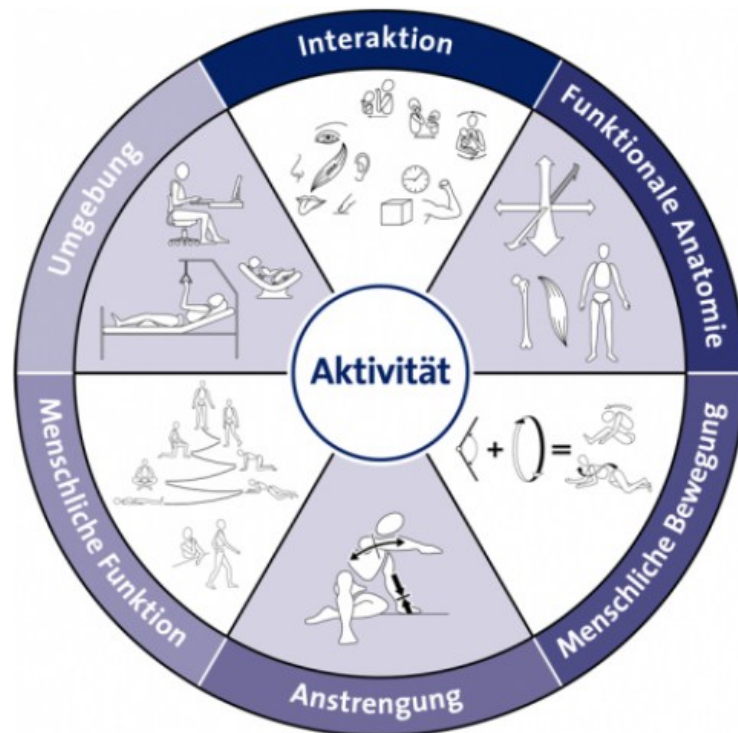 Interaktion
Funktionale Anatomie
Menschliche Bewegung
Anstrengung
Menschliche Funktion
Umgebung
Aktivität
+
=